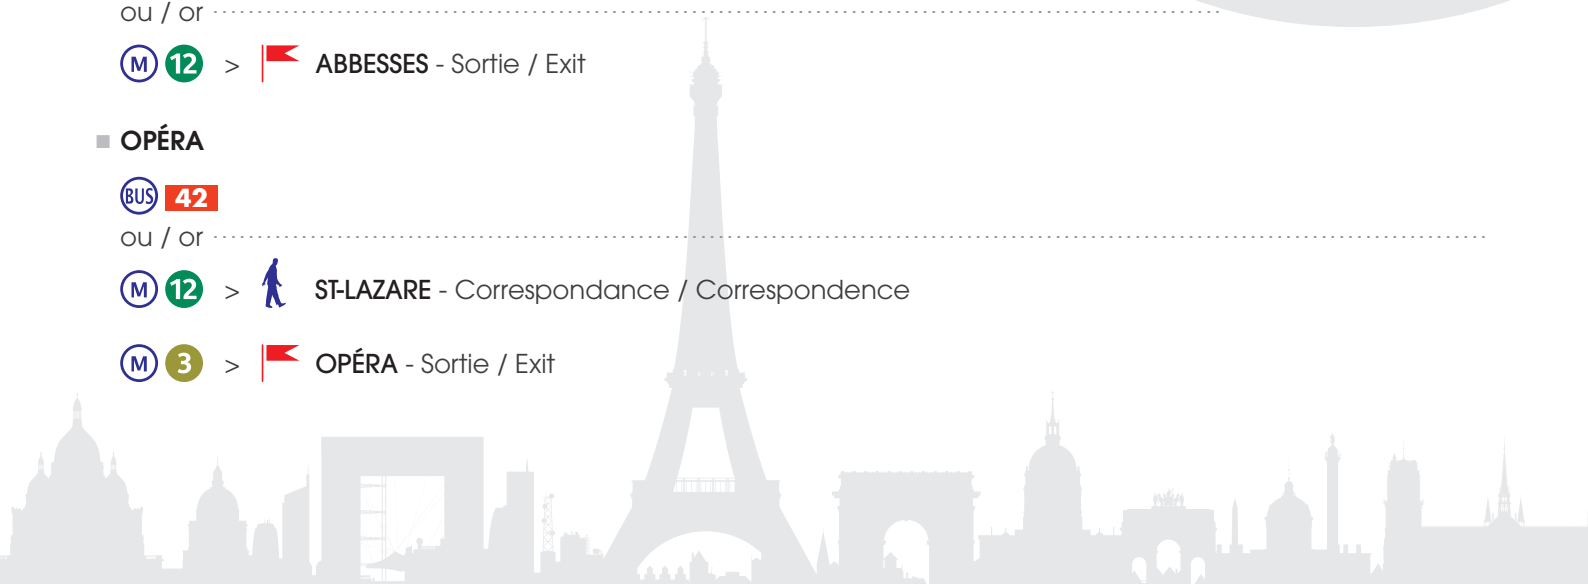 ou / or
M 12 > ABBESSES - Sortie / Exit
OPÉRA
BUS 42
ou / or
M 12 > ST-LAZARE - Correspondance / Correspondence
M 3 > OPÉRA - Sortie / Exit